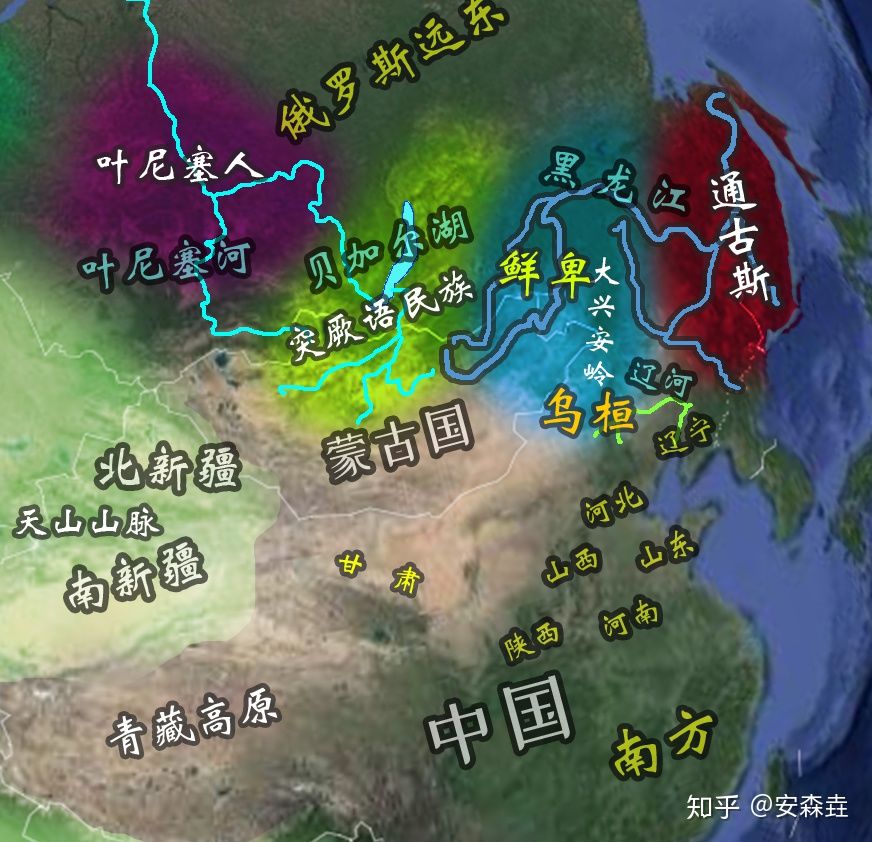 俄罗斯远东
叶尼塞人
黑龙江
通古斯
叶尼塞河
贝加尔湖
鲜卑
大兴安岭
突厥语民族
辽河
乌桓
辽宁
蒙古国
北新疆
天山山脉
南新疆
河北
甘肃
山西
山东
陕西
河南
青藏高原
中国
南方
知乎 @安森垚